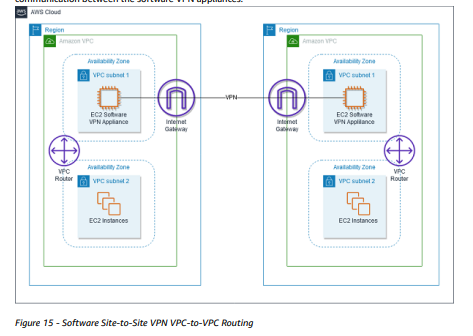 communication between the software VPN appliances.
aws AWS Cloud
Region
Amazon VPC
Availability Zone
VPC subnet 1
EC2 Software
VPN Appliance
Internet
Gateway
VPN
VPC
Router
Availability Zone
VPC subnet 2
EC2 Instances
Region
Amazon VPC
Availability Zone
VPC subnet 1
EC2 Software
VPN Appliance
Internet
Gateway
VPC
Router
Availability Zone
VPC subnet 2
EC2 Instances
Figure 15 - Software Site-to-Site VPN VPC-to-VPC Routing